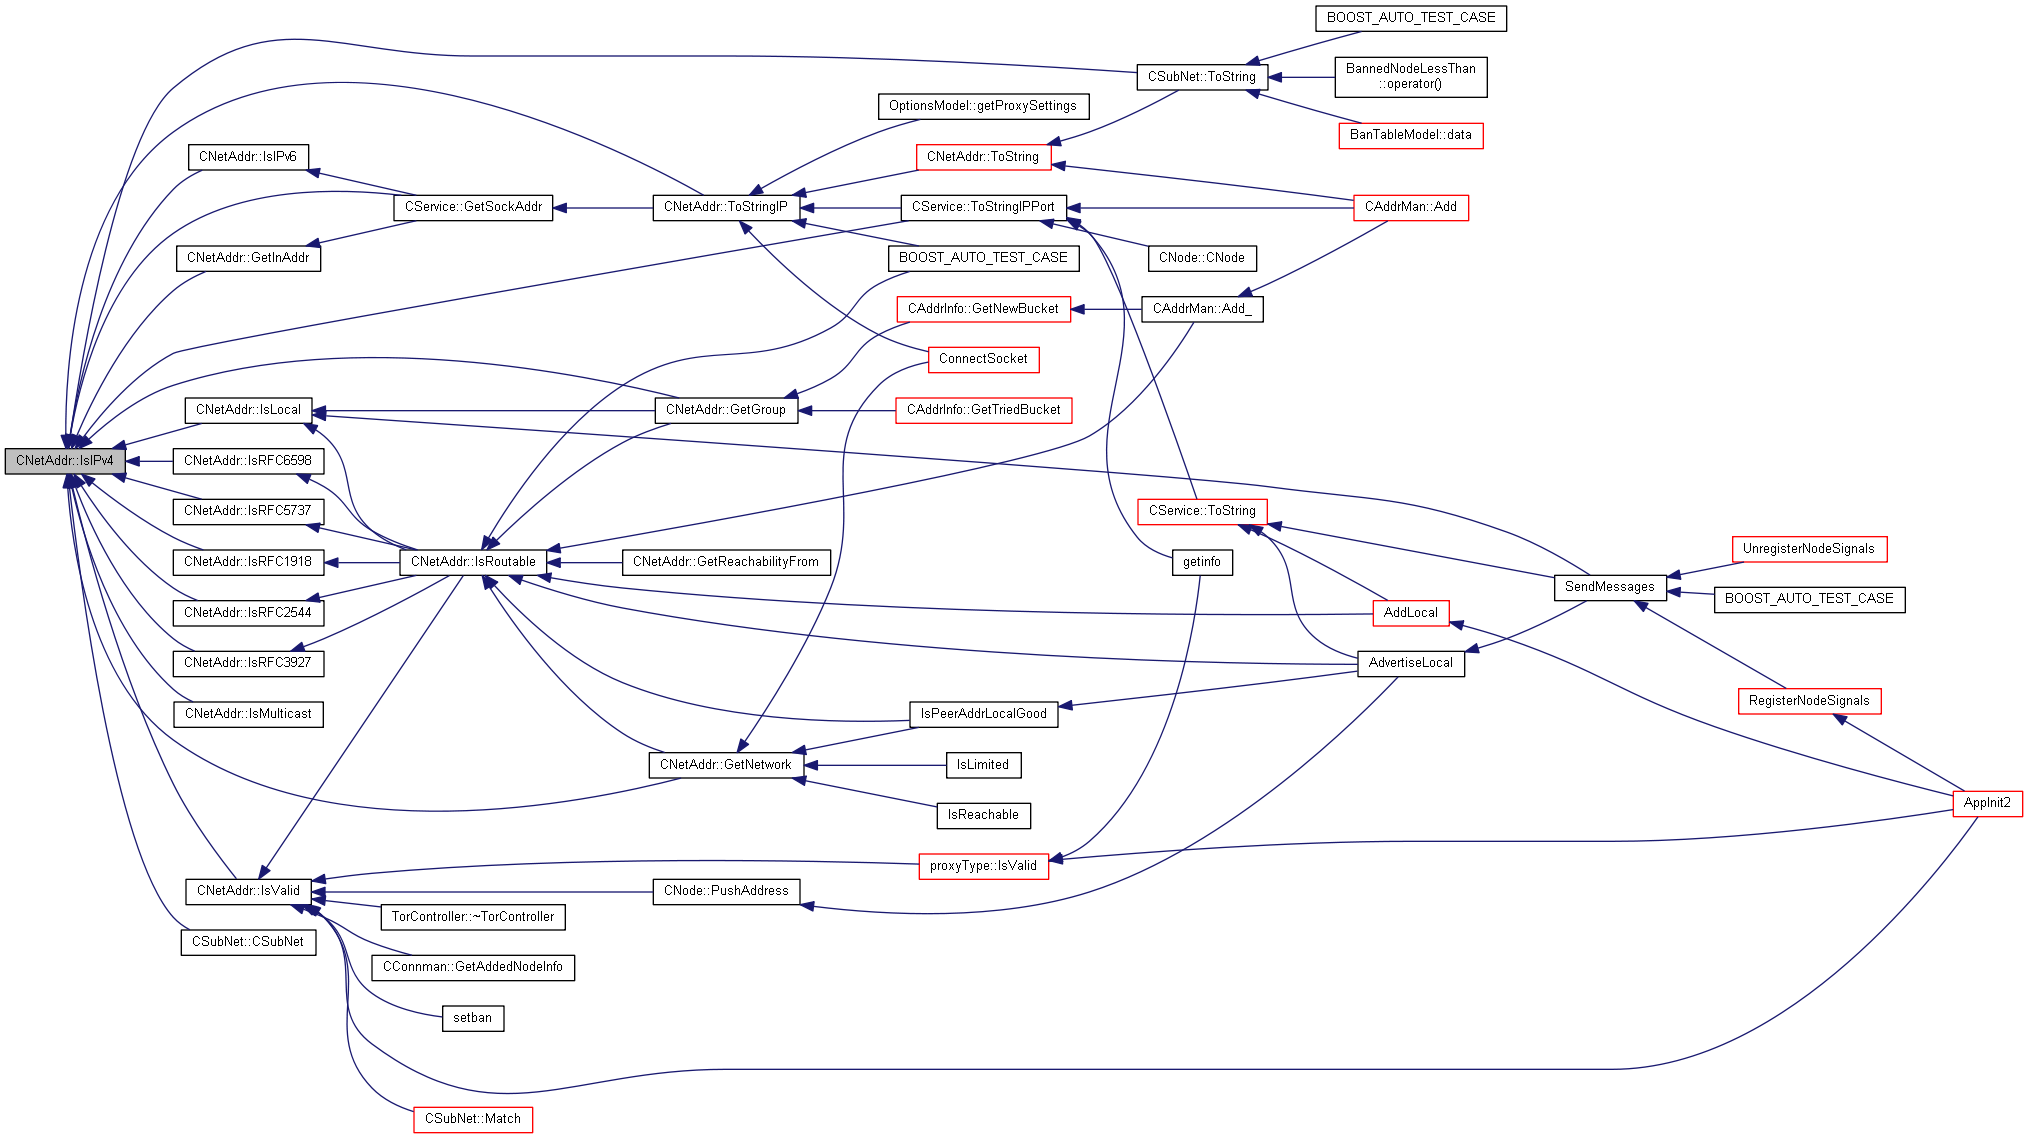 BOOST_AUTO_TEST_CASE
CSubNet::ToString
BannedNodeLessThan
::operator()
OptionsModel::getProxySettings
BanTableModel::data
CNetAddr::IsIPv6
CNetAddr::ToString
CService::GetSockAddr
CNetAddr::ToStringIP
CService::ToStringIPPort
CAddrMan::Add
CNetAddr::GetInAddr
BOOST_AUTO_TEST_CASE
CNode::CNode
CAddrInfo::GetNewBucket
CAddrMan::Add_
ConnectSocket
CNetAddr::IsLocal
CNetAddr::GetGroup
CAddrInfo::GetTriedBucket
CNetAddr::IsIPv4
CNetAddr::IsRFC6598
CNetAddr::IsRFC5737
CService::ToString
CNetAddr::IsRFC1918
CNetAddr::IsRoutable
CNetAddr::GetReachabilityFrom
getinfo
UnregisterNodeSignals
SendMessages
BOOST_AUTO_TEST_CASE
CNetAddr::IsRFC2544
AddLocal
CNetAddr::IsRFC3927
AdvertiseLocal
RegisterNodeSignals
CNetAddr::IsMulticast
IsPeerAddrLocalGood
CNetAddr::GetNetwork
IsLimited
AppInit2
IsReachable
proxyType::IsValid
CNetAddr::IsValid
CNode::PushAddress
TorController::~TorController
CSubNet::CSubNet
CConnman::GetAddedNodeInfo
setban
CSubNet::Match